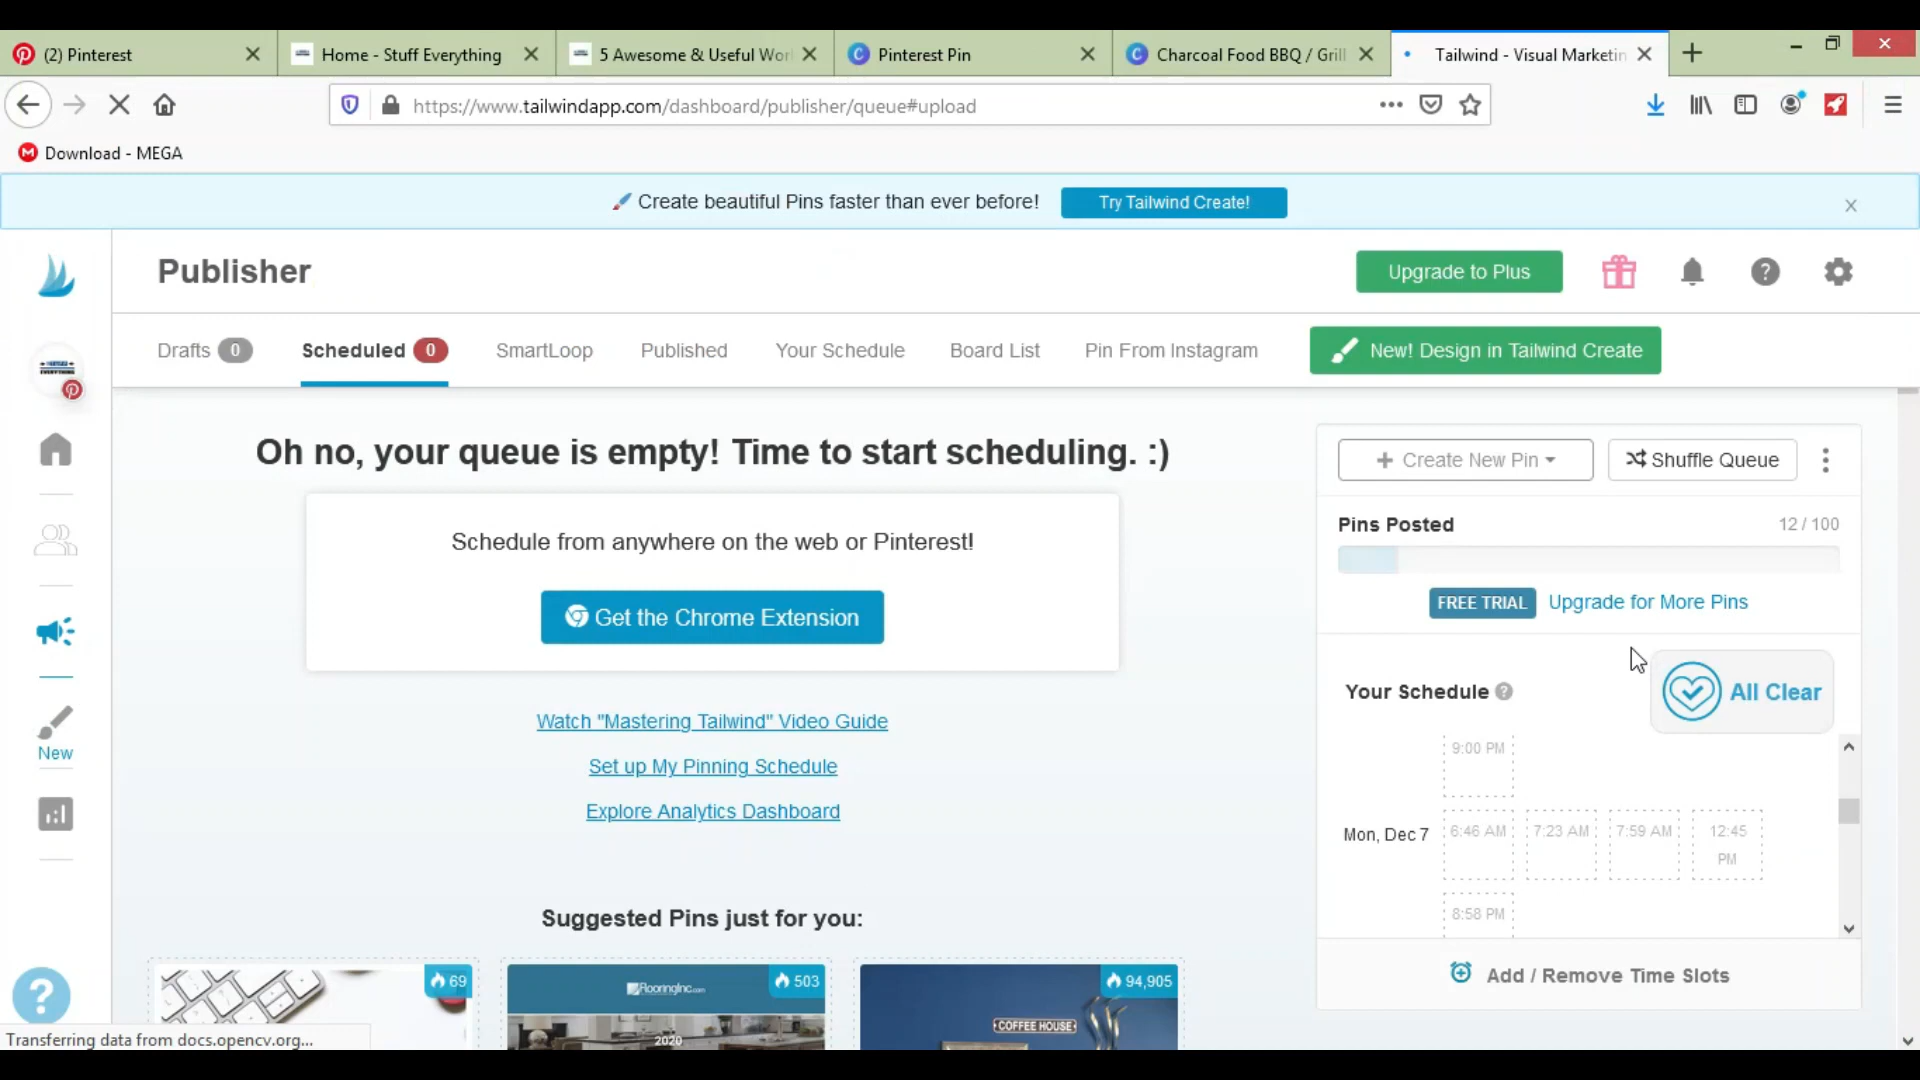 (2) Pinterest
Home - Stuff Everything
5 Awesome & Useful Wor
Pinterest Pin
Charcoal Food BBQ / Grill
Tailwind - Visual Marketin
https://www.tailwindapp.com/dashboard/publisher/queue#upload
Download - MEGA
Create beautiful Pins faster than ever before!
Try Tailwind Create!
Publisher
Upgrade to Plus
Drafts 0
Scheduled 0
SmartLoop
Published
Your Schedule
Board List
Pin From Instagram
New! Design in Tailwind Create
EVERYTHING
Oh no, your queue is empty! Time to start scheduling. :)
Schedule from anywhere on the web or Pinterest!
Get the Chrome Extension
Watch "Mastering Tailwind" Video Guide
Set up My Pinning Schedule
Explore Analytics Dashboard
Suggested Pins just for you:
69
FlooringInc.com
2020
503
COFFEE HOUSE
94,905
+ Create New Pin
Shuffle Queue
Pins Posted
12 / 100
FREE TRIAL
Upgrade for More Pins
Your Schedule ?
All Clear
9:00 PM
Mon, Dec 7
6:46 AM
7:23 AM
7:59 AM
12:45
PM
8:58 PM
Add / Remove Time Slots
New
?
Transferring data from docs.opencv.org...